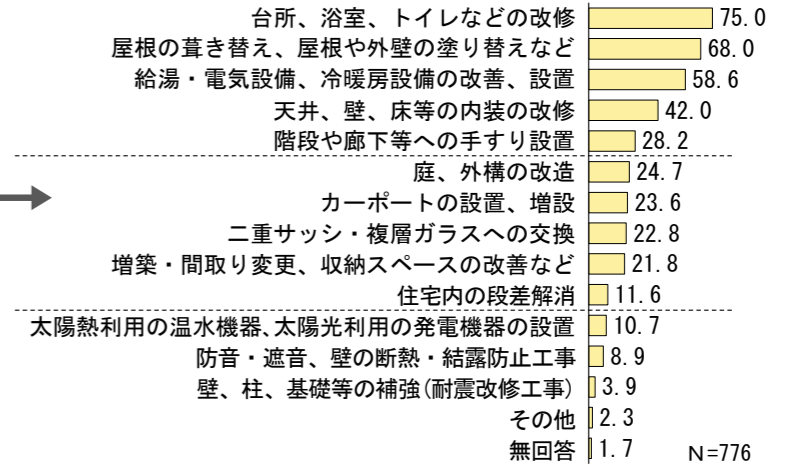 台所、浴室、トイレなどの改修 75.0
屋根の葺き替え、屋根や外壁の塗り替えなど 68.0
給湯・電気設備、冷暖房設備の改善、設置 58.6
天井、壁、床等の内装の改修 42.0
階段や廊下等への手すり設置 28.2
庭、外構の改造 24.7
カーポートの設置、増設 23.6
二重サッシ・複層ガラスへの交換 22.8
増築・間取り変更、収納スペースの改善など 21.8
住宅内の段差解消 11.6
太陽熱利用の温水機器、太陽光利用の発電機器の設置 10.7
防音・遮音、壁の断熱・結露防止工事 8.9
壁、柱、基礎等の補強(耐震改修工事) 3.9
その他 2.3
無回答 1.7 N=776